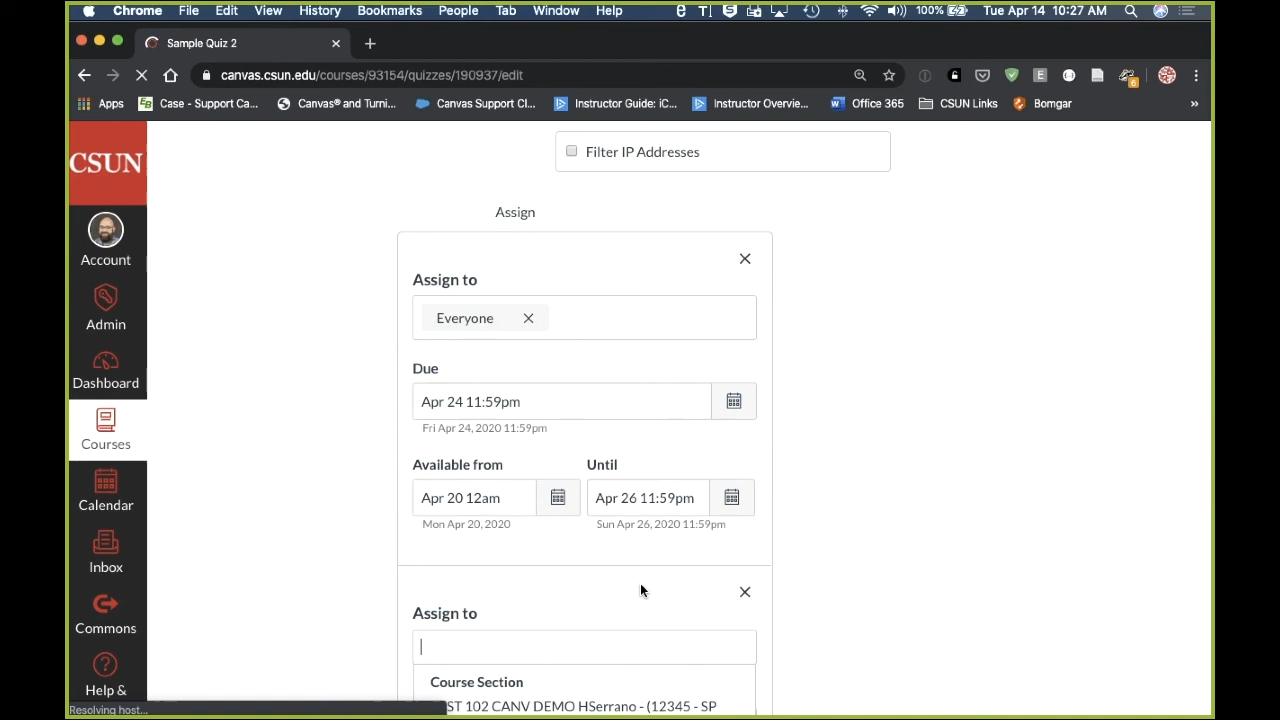 Chrome File Edit View History Bookmarks People Tab Window Help 100% Tue Apr 14 10:27 AM
Sample Quiz 2
canvas.csun.edu/courses/93154/quizzes/190937/edit
Apps Case - Support Ca... Canvas® and Turni... Canvas Support Cl... Instructor Guide: iC... Instructor Overvie... Office 365 CSUN Links Bomgar »
CSUN
Filter IP Addresses
Account
Admin
Dashboard
Courses
Calendar
Inbox
Commons
Help &
Assign
Assign to
Everyone
Due
Apr 24 11:59pm
Fri Apr 24, 2020 11:59pm
Available from Until
Apr 20 12am Apr 26 11:59pm
Mon Apr 20, 2020 Sun Apr 26, 2020 11:59pm
Assign to
Course Section
ST 102 CANV DEMO HSerrano - (12345 - SP
Resolving host...